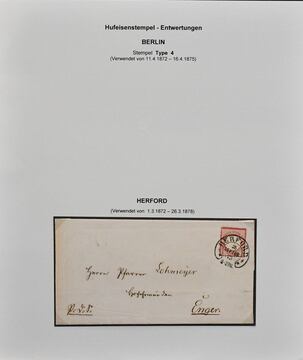 Hufeisenstempel - Entwertungen
BERLIN
Stempel Type 4
(Verwendet von 11.4 1872 – 16.4 1875)
HERFORD
(Verwendet von 1.3.1872 – 26.3.1878)
HERFORD
Herrn Pfarrer Lohmeyer
Enger